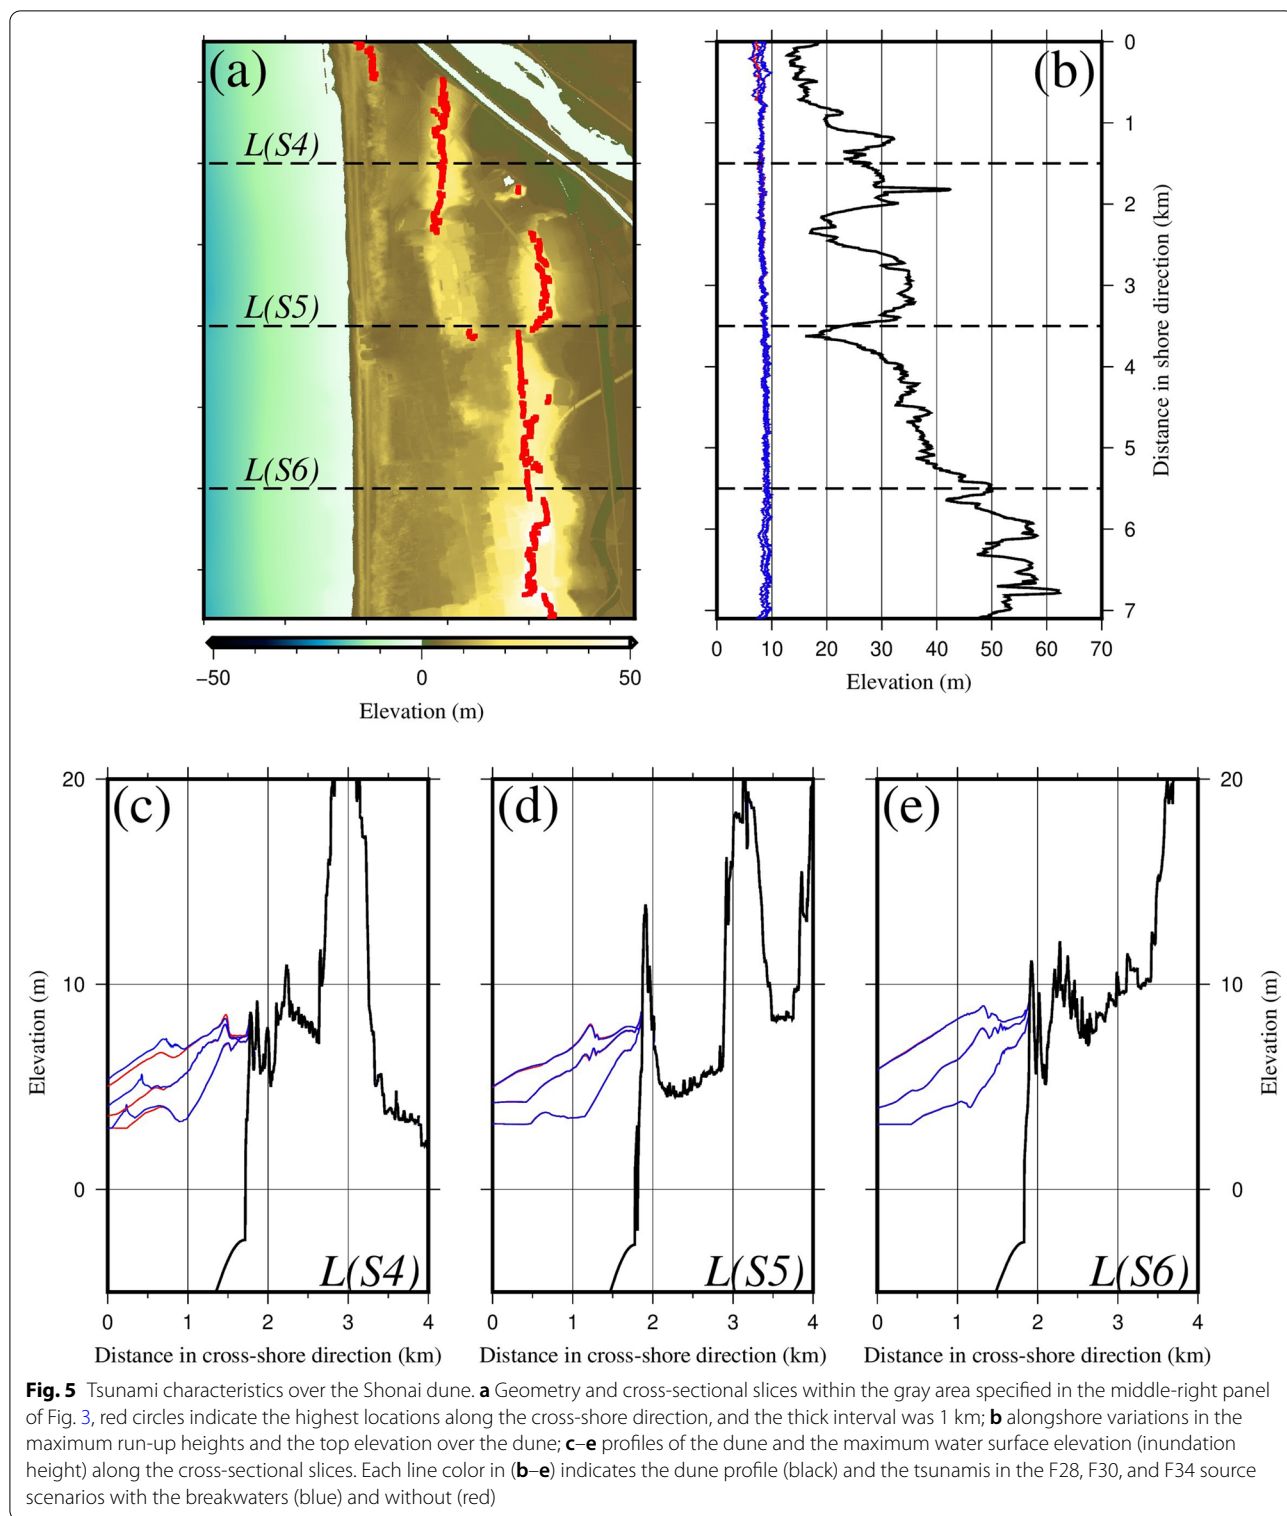 (a)
L(S4)
L(S5)
L(S6)
−50 0 50
Elevation (m)
(b)
0
1
2
3
4
5
6
7
Distance in shore direction (km)
0 10 20 30 40 50 60 70
Elevation (m)
20
10
0
Elevation (m)
(c)
L(S4)
0 1 2 3 4
Distance in cross-shore direction (km)
(d)
L(S5)
0 1 2 3 4
Distance in cross-shore direction (km)
(e)
L(S6)
0 1 2 3 4
Distance in cross-shore direction (km)
20
10
0
Elevation (m)
Fig. 5 Tsunami characteristics over the Shonai dune. a Geometry and cross-sectional slices within the gray area specified in the middle-right panel
of Fig. 3, red circles indicate the highest locations along the cross-shore direction, and the thick interval was 1 km; b alongshore variations in the
maximum run-up heights and the top elevation over the dune; c–e profiles of the dune and the maximum water surface elevation (inundation
height) along the cross-sectional slices. Each line color in (b–e) indicates the dune profile (black) and the tsunamis in the F28, F30, and F34 source
scenarios with the breakwaters (blue) and without (red)